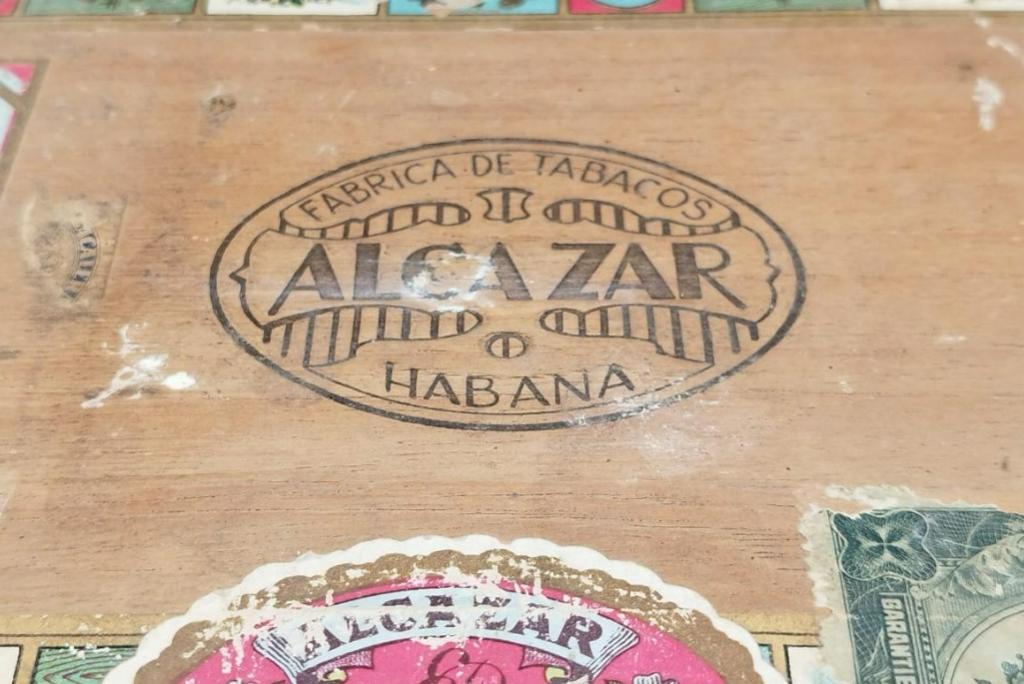 FABRICA DE TABACOS
ALCAZAR
HABANA
ALCAZAR
GARANTIE